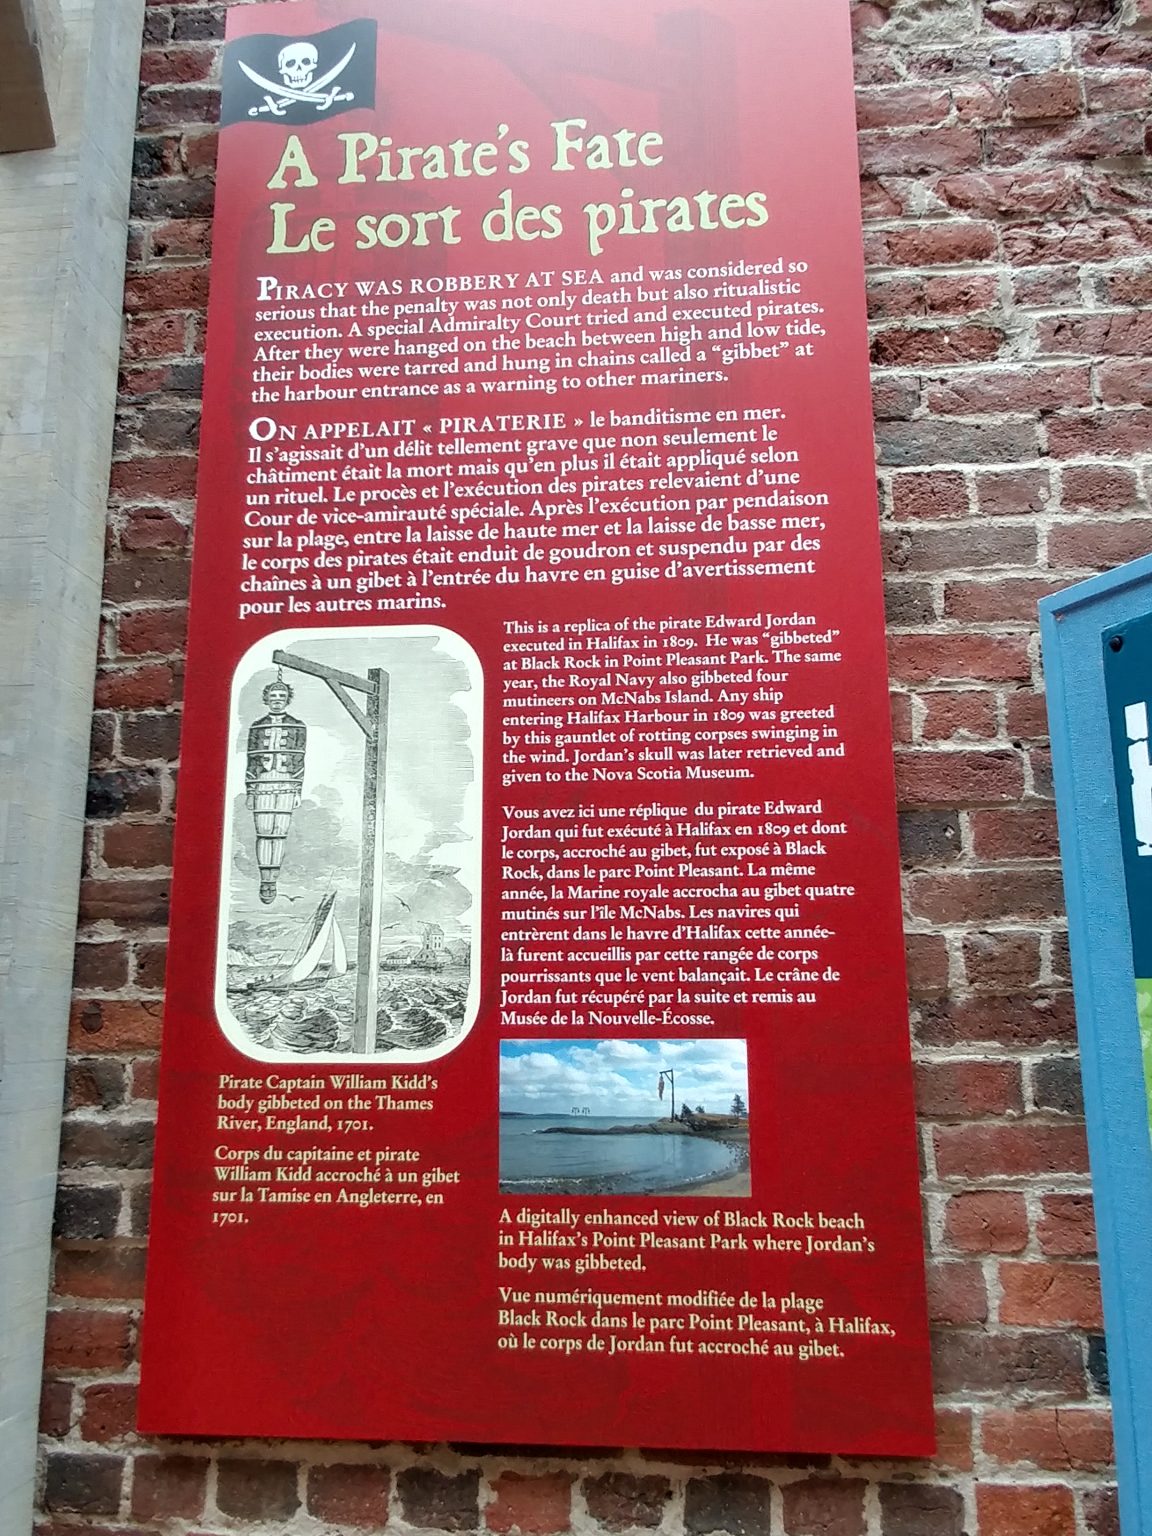 A Pirate's Fate
Le sort des pirates
PIRACY WAS ROBBERY AT SEA and was considered so
serious that the penalty was not only death but also ritualistic
execution. A special Admiralty Court tried and executed pirates.
After they were hanged on the beach between high and low tide,
their bodies were tarred and hung in chains called a “gibbet” at
the harbour entrance as a warning to other mariners.
ON APPELAIT « PIRATERIE » le banditisme en mer.
Il s’agissait d’un délit tellement grave que non seulement le
châtiment était la mort mais qu’en plus il était appliqué selon
un rituel. Le procès et l’exécution des pirates relevaient d’une
Cour de vice-amirauté spéciale. Après l’exécution par pendaison
sur la plage, entre la laisse de haute mer et la laisse de basse mer,
le corps des pirates était enduit de goudron et suspendu par des
chaînes à un gibet à l’entrée du havre en guise d’avertissement
pour les autres marins.
This is a replica of the pirate Edward Jordan
executed in Halifax in 1809. He was “gibbeted”
at Black Rock in Point Pleasant Park. The same
year, the Royal Navy also gibbeted four
mutineers on McNabs Island. Any ship
entering Halifax Harbour in 1809 was greeted
by this gauntlet of rotting corpses swinging in
the wind. Jordan’s skull was later retrieved and
given to the Nova Scotia Museum.
Vous avez ici une réplique du pirate Edward
Jordan qui fut exécuté à Halifax en 1809 et dont
le corps, accroché au gibet, fut exposé à Black
Rock, dans le parc Point Pleasant. La même
année, la Marine royale accrocha au gibet quatre
mutinés sur l’île McNabs. Les navires qui
entrèrent dans le havre d’Halifax cette année-
là furent accueillis par cette rangée de corps
pourrissants que le vent balançait. Le crâne de
Jordan fut récupéré par la suite et remis au
Musée de la Nouvelle-Écosse.
Pirate Captain William Kidd’s
body gibbeted on the Thames
River, England, 1701.
Corps du capitaine et pirate
William Kidd accroché à un gibet
sur la Tamise en Angleterre, en
1701.
A digitally enhanced view of Black Rock beach
in Halifax’s Point Pleasant Park where Jordan’s
body was gibbeted.
Vue numériquement modifiée de la plage
Black Rock dans le parc Point Pleasant, à Halifax,
où le corps de Jordan fut accroché au gibet.